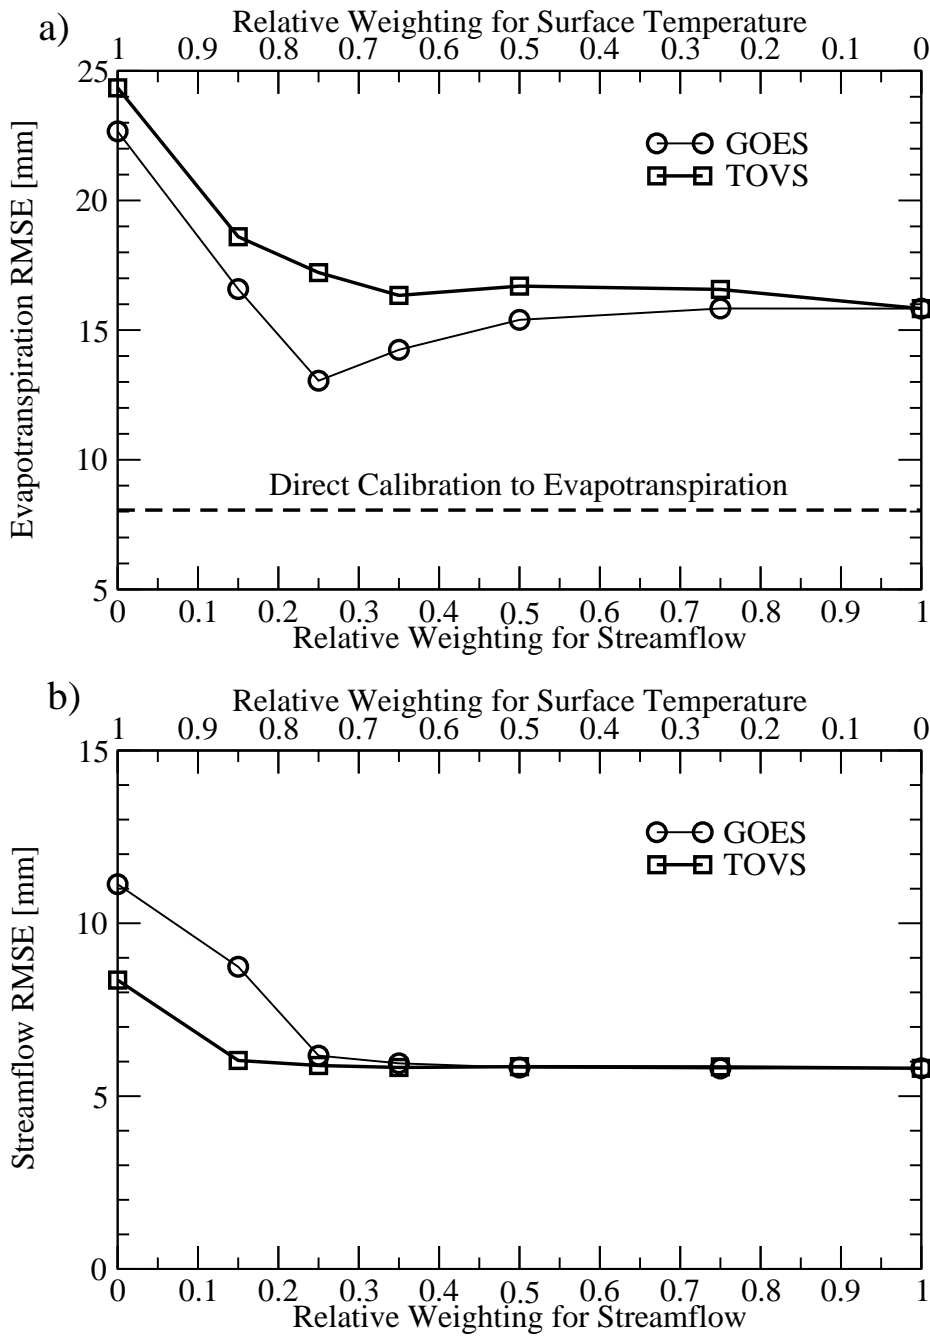 a)
Relative Weighting for Surface Temperature
1 0.9 0.8 0.7 0.6 0.5 0.4 0.3 0.2 0.1 0
25
20
15
10
5
Evapotranspiration RMSE [mm]
GOES
TOVS
Direct Calibration to Evapotranspiration
0 0.1 0.2 0.3 0.4 0.5 0.6 0.7 0.8 0.9 1
Relative Weighting for Streamflow
b)
Relative Weighting for Surface Temperature
1 0.9 0.8 0.7 0.6 0.5 0.4 0.3 0.2 0.1 0
15
10
5
0
Streamflow RMSE [mm]
GOES
TOVS
0 0.1 0.2 0.3 0.4 0.5 0.6 0.7 0.8 0.9 1
Relative Weighting for Streamflow